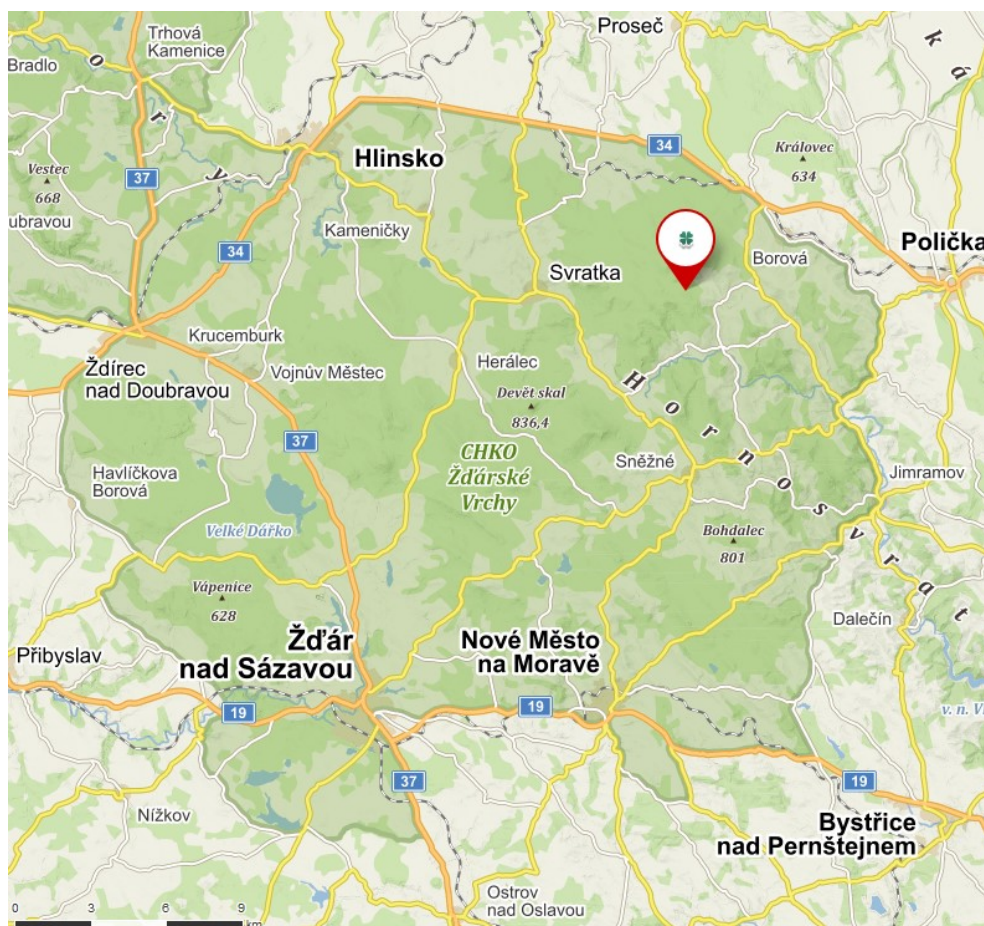 Trhová
Kamenice
Proseč
Bradlo
o
r
y
k
á
34
Královec
634
Hlinsko
Vestec
668
37
oubravou
Kameničky
34
Borová
Polička
Svratka
Krucemburk
Vojnův Městec
Ždírec
nad Doubravou
Herálec
Devět skal
836,4
H o r n o s v r a t
37
CHKO
Žďárské
Vrchy
Sněžné
Jimramov
Havlíčkova
Borová
Velké Dářko
Bohdalec
801
Vápenice
628
Dalečín
Žďár
nad Sázavou
Nové Město
na Moravě
Přibyslav
19
19
v. n. Ví
37
19
Nížkov
Bystřice
nad Pernštejnem
Ostrov
nad Oslavou
0 3 6 9
km